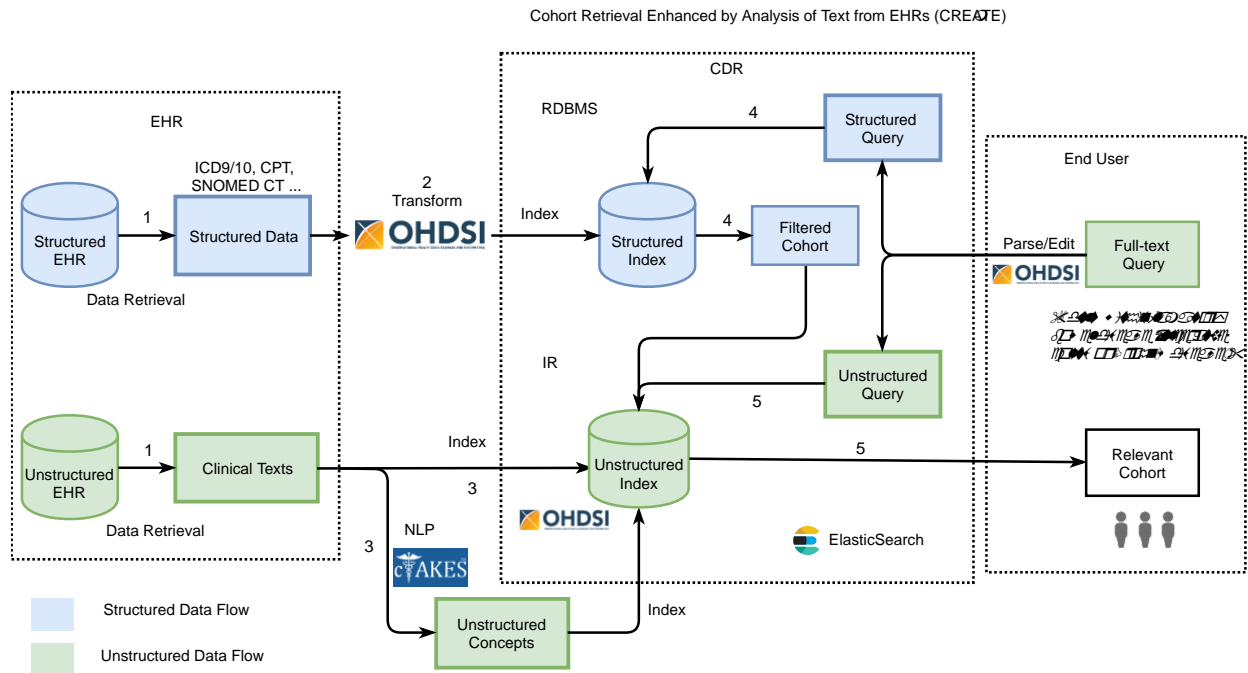 Cohort Retrieval Enhanced by Analysis of Text from EHRs (CREATE)
CDR
EHR
RDBMS
4
Structured
Query
End User
ICD9/10, CPT,
SNOMED CT ...
1
Structured
EHR
Structured Data
Data Retrieval
2
Transform
OHDSI
Index
Structured
Index
4
Filtered
Cohort
Parse/Edit
OHDSI
Full-text
Query
IR
Unstructured
Query
5
1
Unstructured
EHR
Clinical Texts
Data Retrieval
Index
3
Unstructured
Index
5
Relevant
Cohort
OHDSI
ElasticSearch
3
NLP
cTAKES
Unstructured
Concepts
Index
Structured Data Flow
Unstructured Data Flow